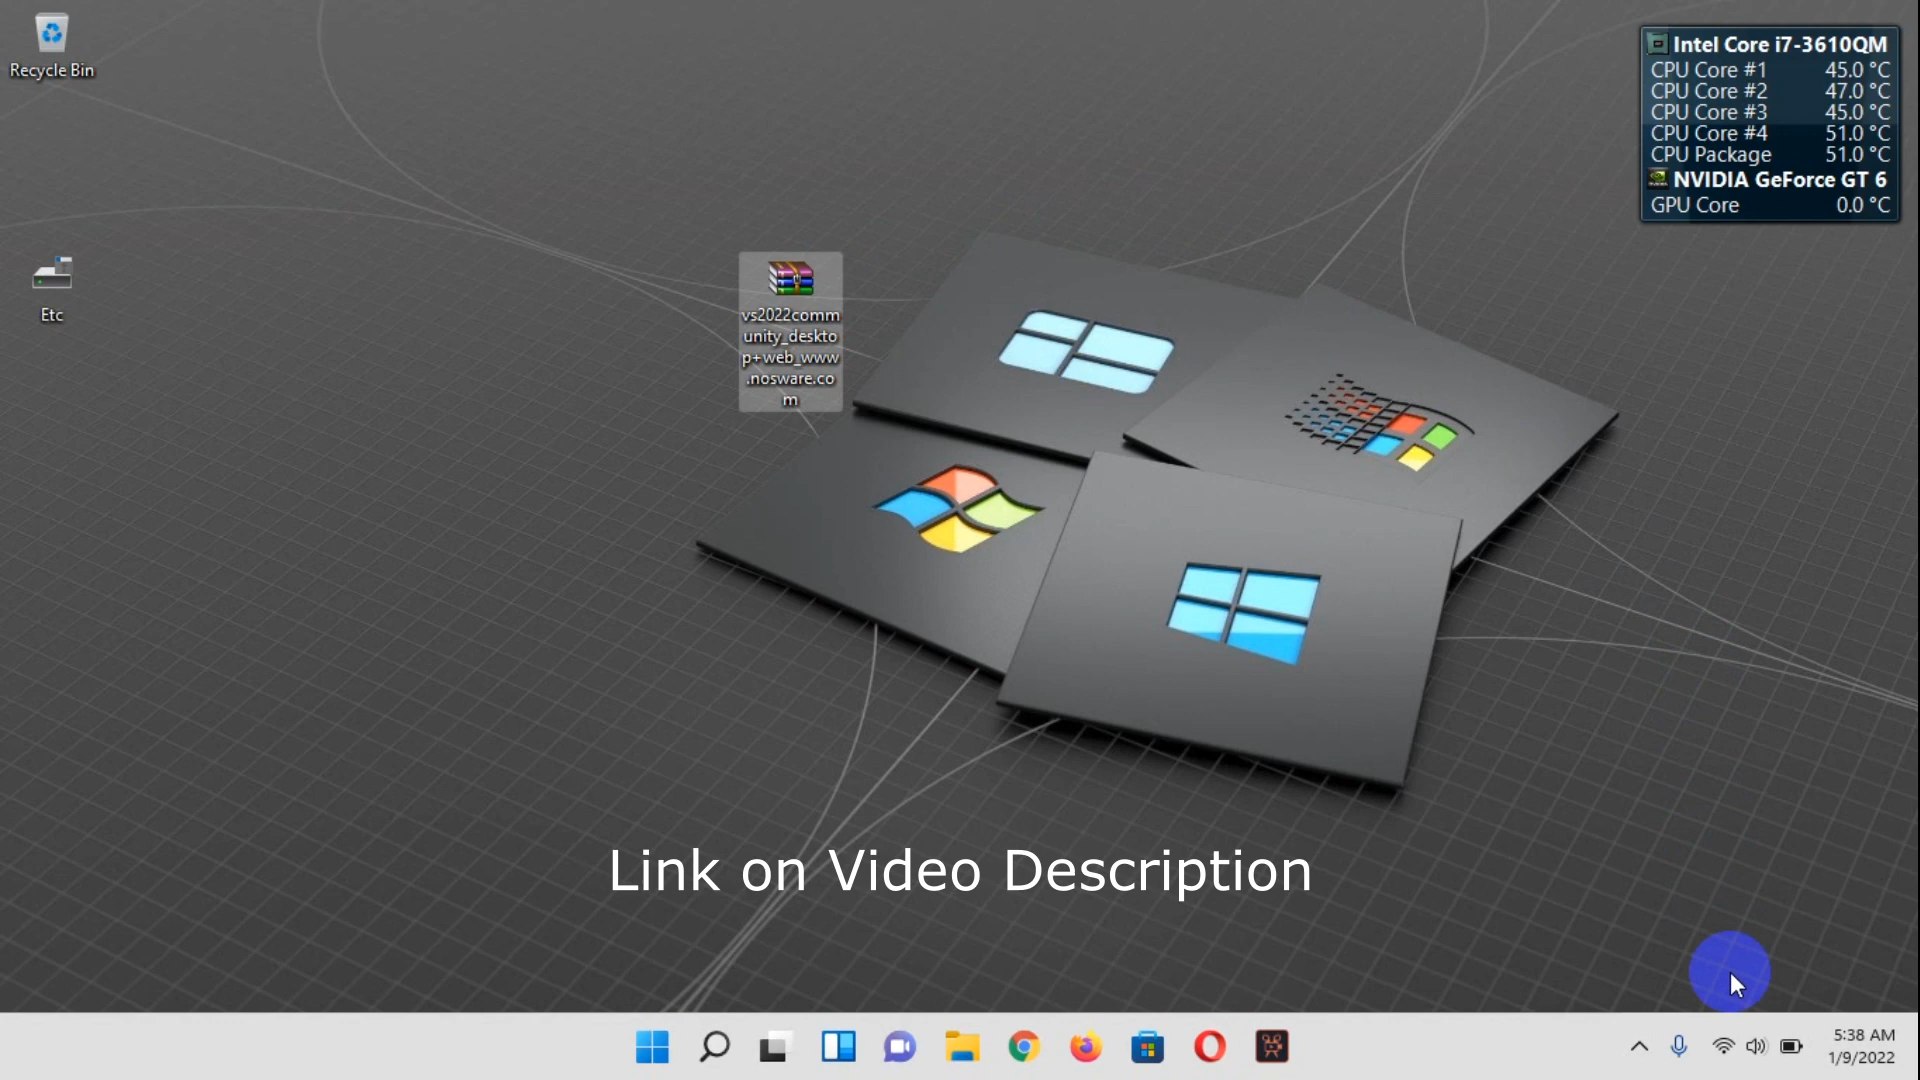 Recycle Bin
Etc
vs2022comm
unity_deskto
p+web_www
.nosware.co
m
Intel Core i7-3610QM
CPU Core #1 45.0 °C
CPU Core #2 47.0 °C
CPU Core #3 45.0 °C
CPU Core #4 51.0 °C
CPU Package 51.0 °C
NVIDIA GeForce GT 6
GPU Core 0.0 °C
Link on Video Description
5:38 AM
1/9/2022